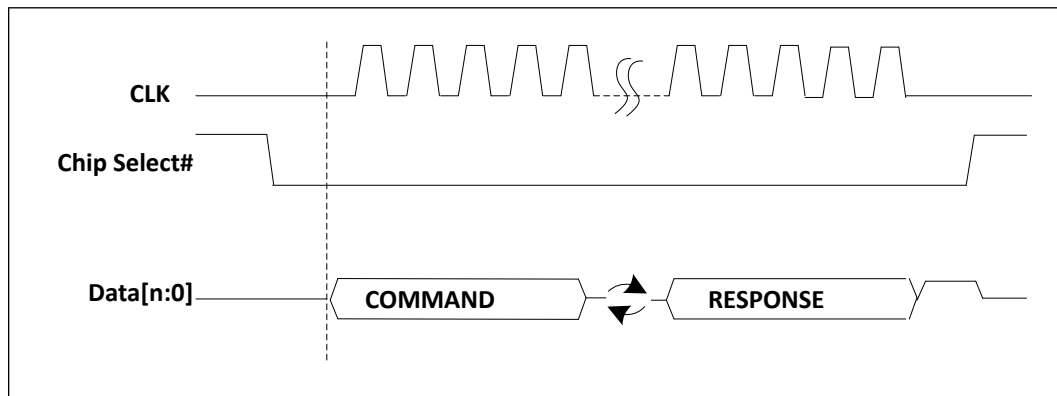 CLK
Chip Select#
Data[n:0]
COMMAND
RESPONSE